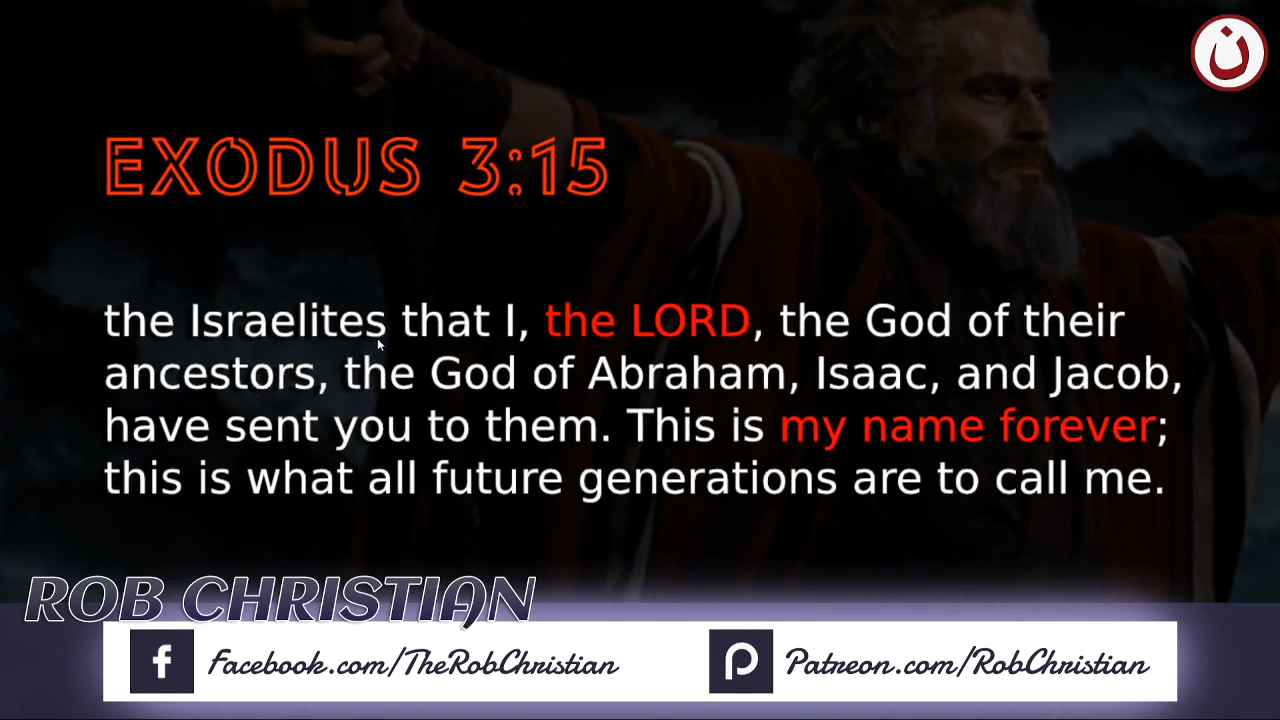 ن
EXODUS 3:15
the Israelites that I, the LORD, the God of their
ancestors, the God of Abraham, Isaac, and Jacob,
have sent you to them. This is my name forever;
this is what all future generations are to call me.
ROB CHRISTIAN
Facebook.com/TheRobChristian
Patreon.com/RobChristian